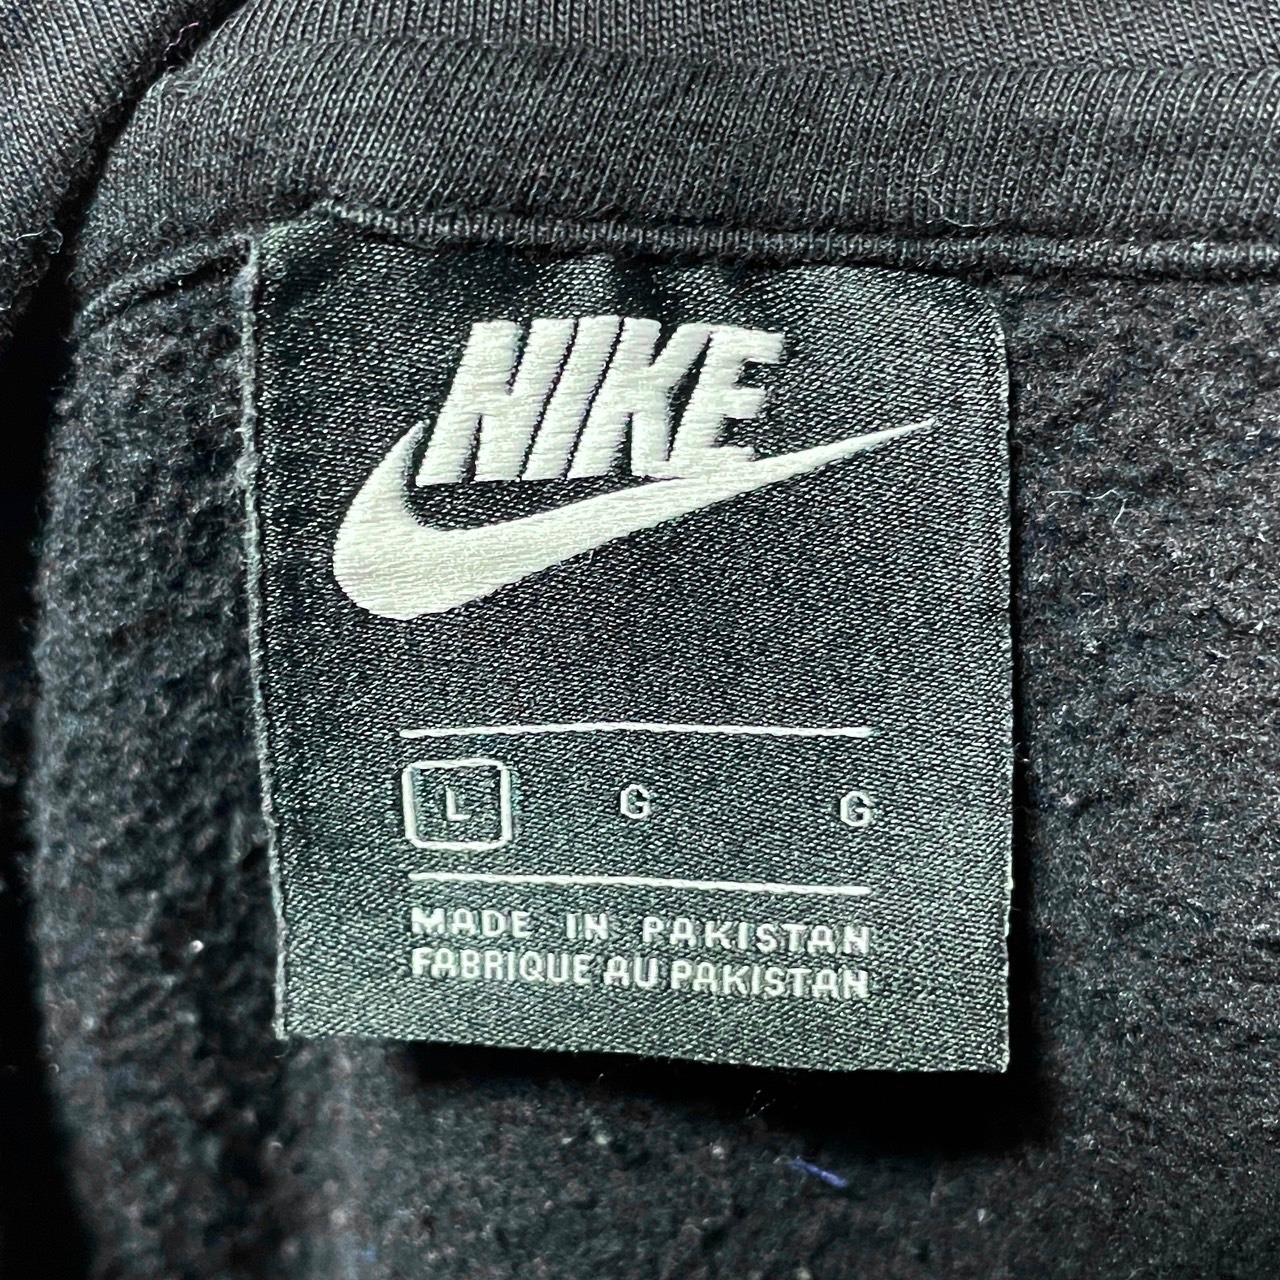 NIKE
L G G
MADE IN PAKISTAN
FABRIQUE AU PAKISTAN